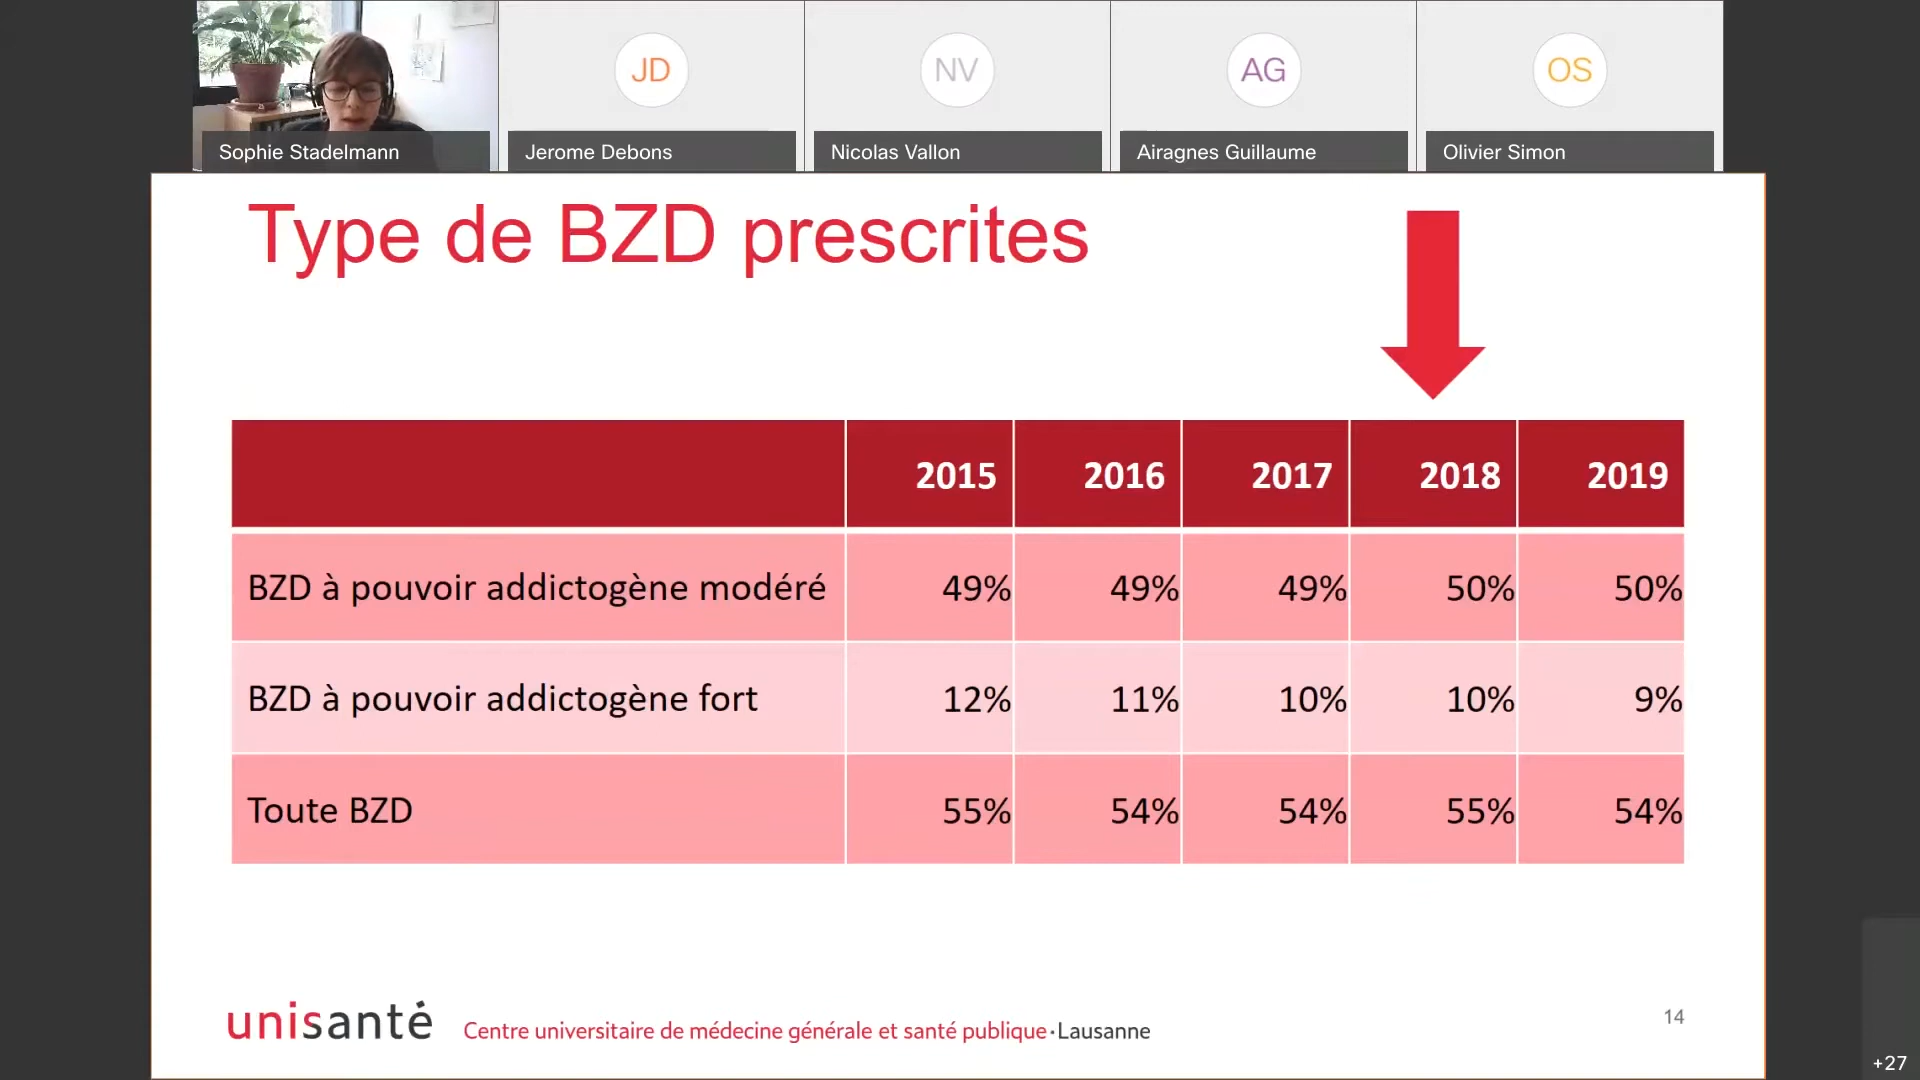 JD
NV
AG
OS
Sophie Stadelmann
Jerome Debons
Nicolas Vallon
Airagnes Guillaume
Olivier Simon
Type de BZD prescrites
2015 2016 2017 2018 2019
BZD à pouvoir addictogène modéré 49% 49% 49% 50% 50%
BZD à pouvoir addictogène fort 12% 11% 10% 10% 9%
Toute BZD 55% 54% 54% 55% 54%
unisanté Centre universitaire de médecine générale et santé publique·Lausanne
14
+27